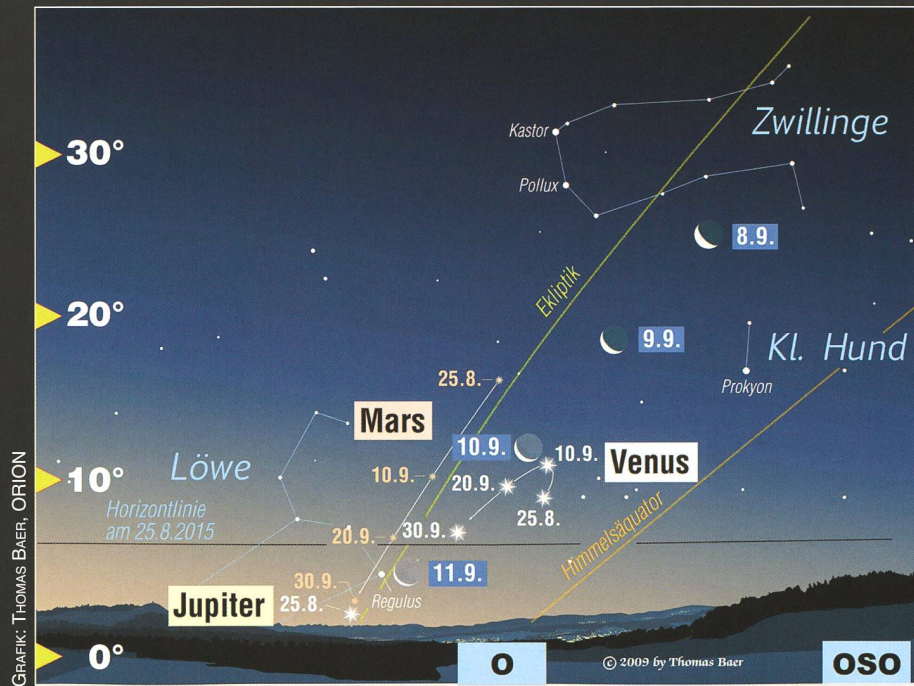 Zwillinge
Kastor
Pollux
30°
8.9.
Ekliptik
20°
9.9.
Kl. Hund
Prokyon
25.8.
Mars
10.9.
10.9.
Venus
Löwe
10°
10.9.
20.9.
25.8.
Horizontlinie
am 25.8.2015
20.9.
30.9.
Himmelsäquator
11.9.
30.9.
25.8.
Regulus
Jupiter
0°
O
© 2009 by Thomas Baer
OSO
GRAFIK: THOMAS BAER, ORION